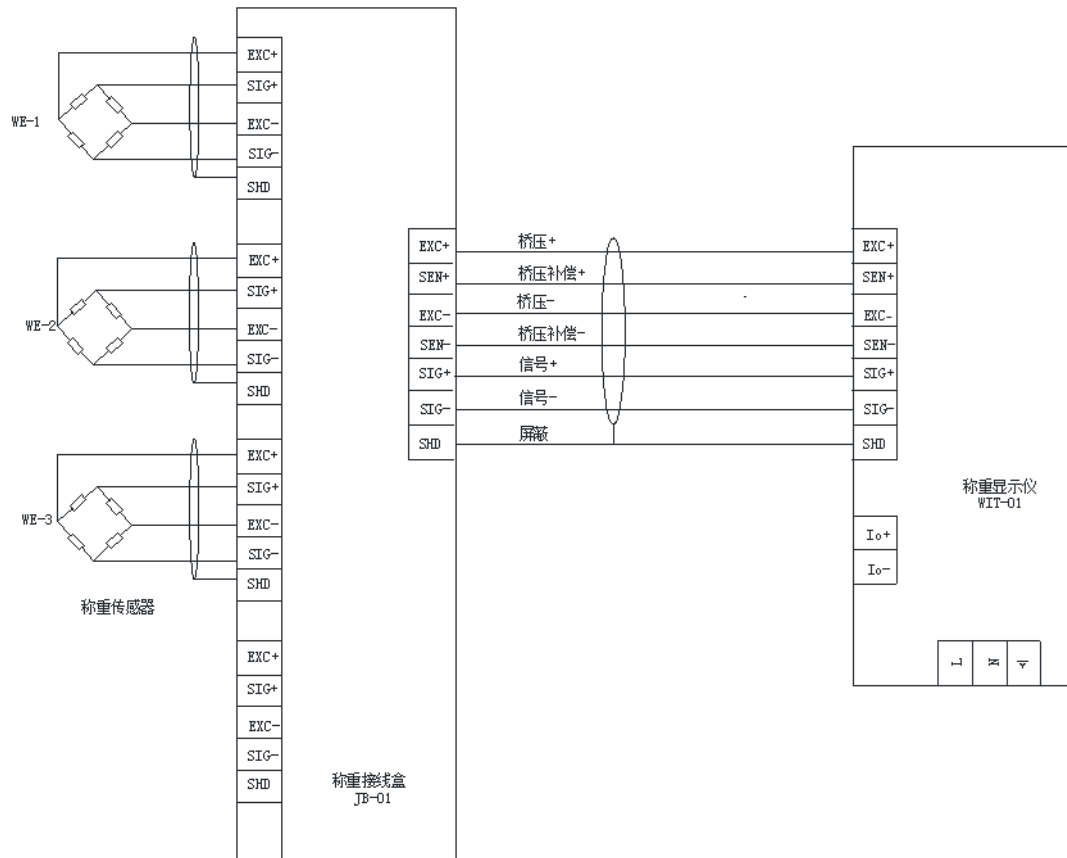 WE-1
EXC+
SIG+
EXC-
SIG-
SHD
WE-2
EXC+
SIG+
EXC-
SIG-
SHD
WE-3
EXC+
SIG+
EXC-
SIG-
SHD
称重传感器
EXC+
SIG+
EXC-
SIG-
SHD
称重接线盒
JB-01
EXC+
SEN+
EXC-
SEN-
SIG+
SIG-
SHD
桥压+
桥压补偿+
桥压-
桥压补偿-
信号+
信号-
屏蔽
EXC+
SEN+
EXC-
SEN-
SIG+
SIG-
SHD
称重显示仪
WIT-01
Io+
Io-
L
N